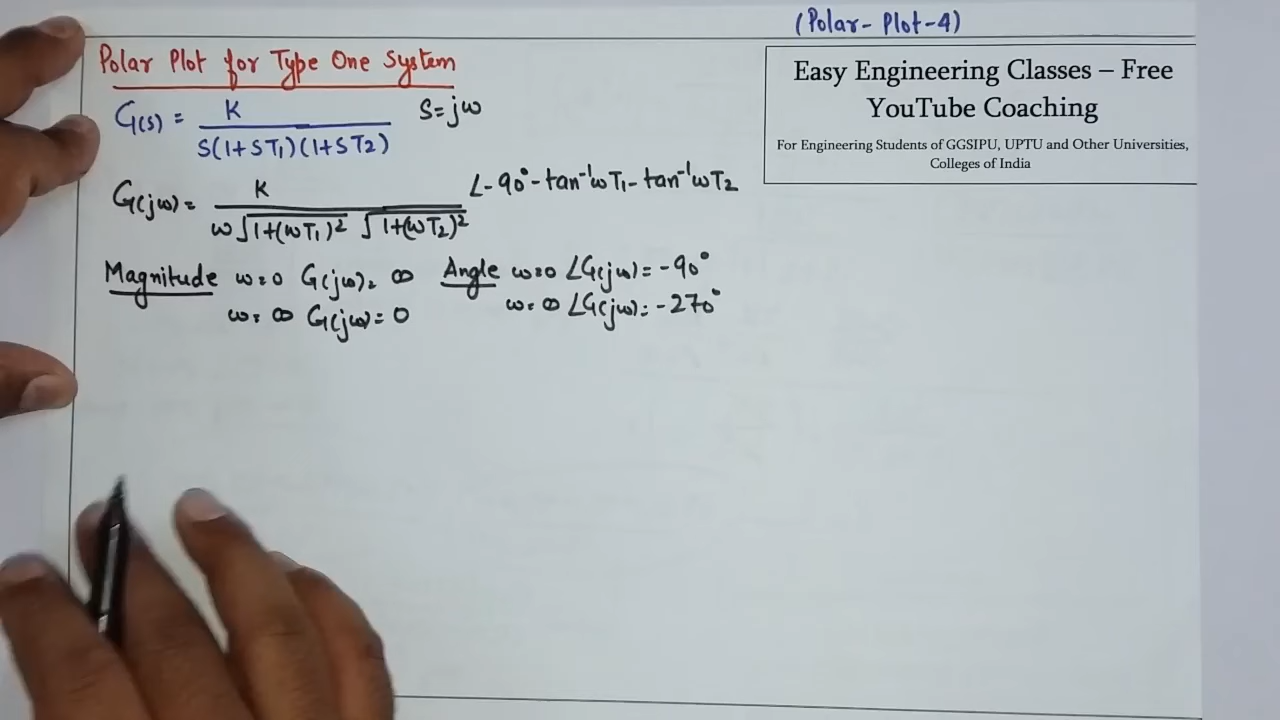 (Polar-Plot-4)
Polar Plot for Type One System
Easy Engineering Classes – Free
YouTube Coaching
For Engineering Students of GGSIPU, UPTU and Other Universities,
Colleges of India
G(s) = K / S(1+ST1)(1+ST2) S=jω
G(jω)= K / ω√1+(ωT1)² √1+(ωT2)² ∠-90°-tan⁻¹ωT1-tan⁻¹ωT2
Magnitude ω=0 G(jω)= ∞ Angle ω=0 ∠G(jω)=-90°
ω=∞ G(jω)=0 ω=∞ ∠G(jω)=-270°